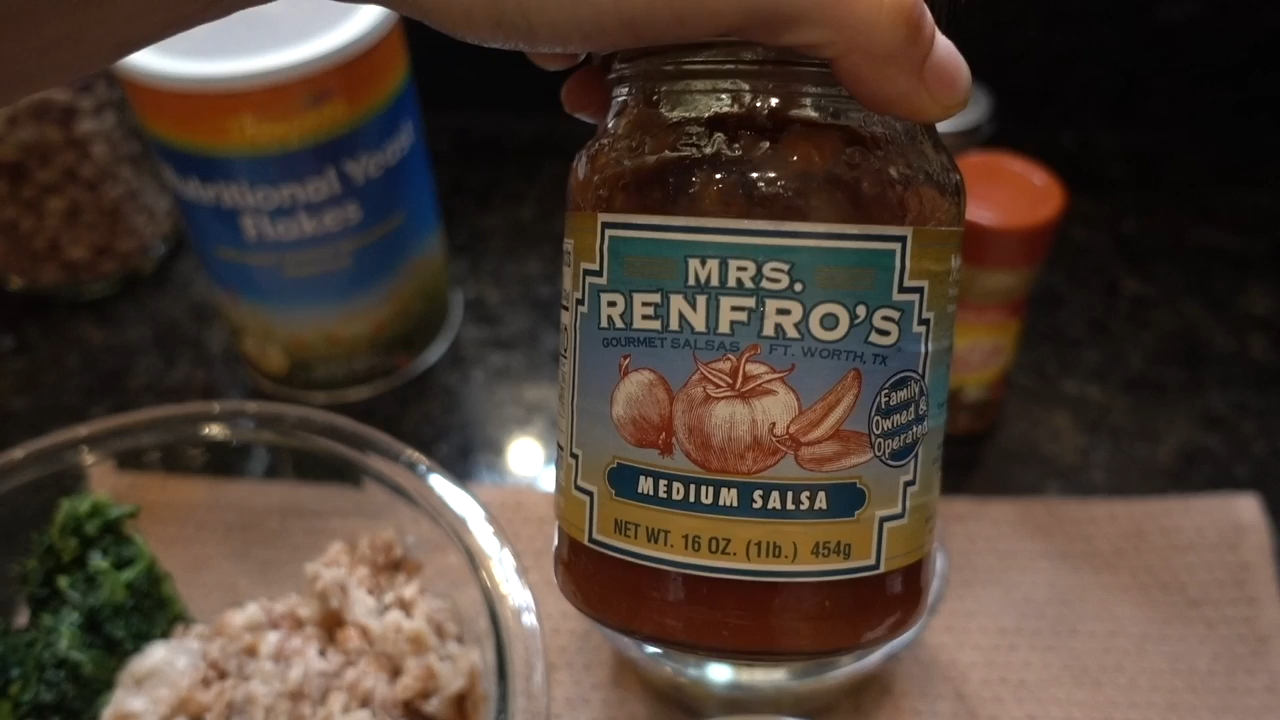 Nutritional Yeast
flakes
MRS.
RENFRO'S
GOURMET SALSAS FT. WORTH, TX
Family
Owned &
Operated
MEDIUM SALSA
NET WT. 16 OZ. (1lb.) 454g